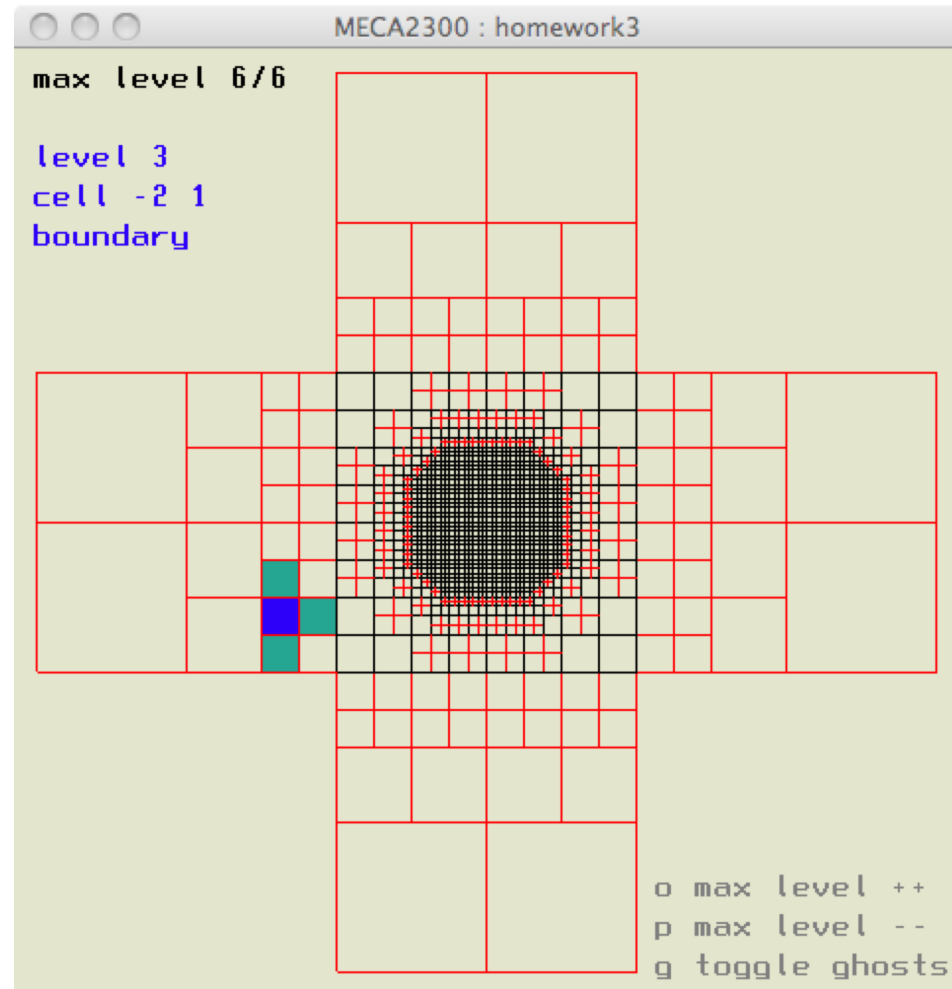 MECA2300 : homework3
max level 6/6
level 3
cell -2 1
boundary
o max level ++
p max level --
g toggle ghosts